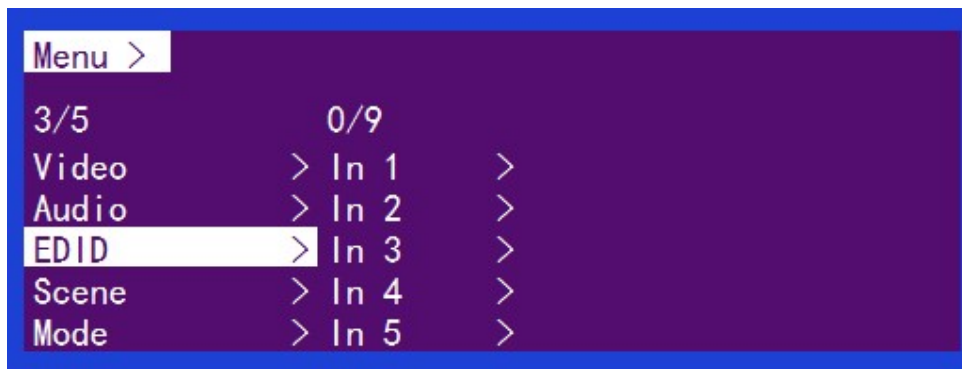 Menu >
3/5 0/9
Video > In 1 >
Audio > In 2 >
EDID > In 3 >
Scene > In 4 >
Mode > In 5 >